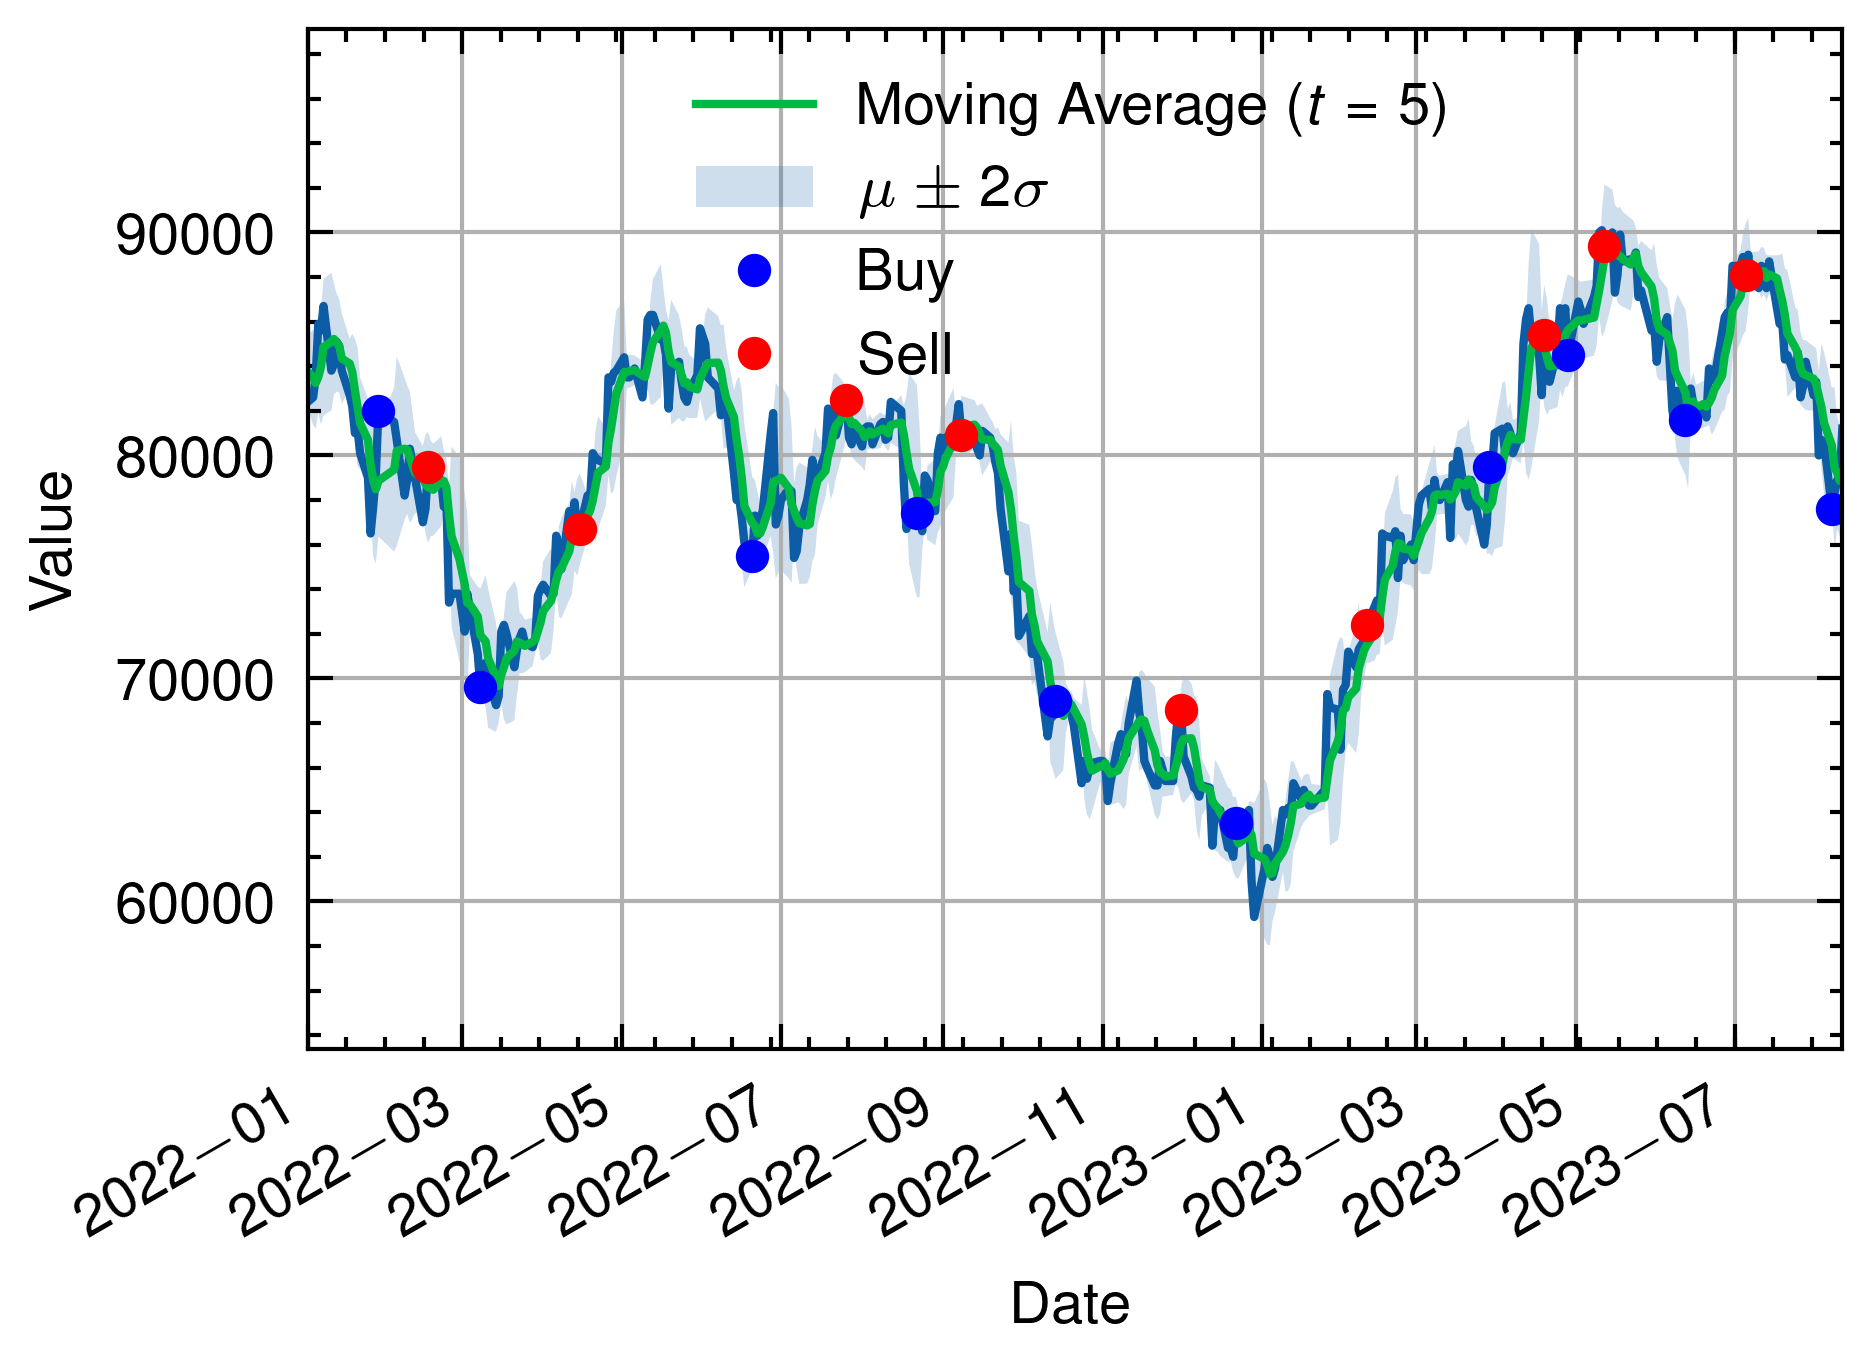 Moving Average (t = 5)
μ ± 2σ
Buy
Sell
90000
80000
70000
60000
Value
2022–01
2022–03
2022–05
2022–07
2022–09
2022–11
2023–01
2023–03
2023–05
2023–07
Date